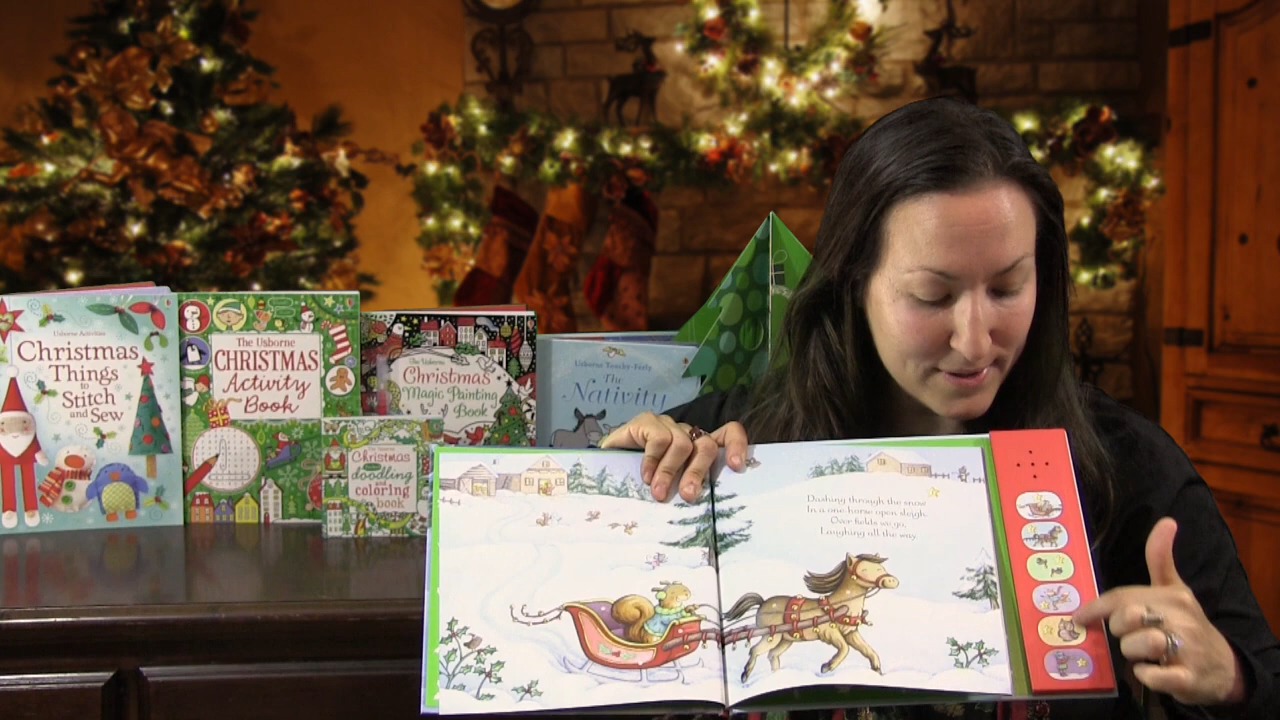 Usborne Activities
Christmas
Things
to
Stitch
and
Sew
The Usborne
CHRISTMAS
Activity
Book
The Usborne
Christmas
Magic Painting
Book
Usborne Touchy-Feely
The
Nativity
Christmas
doodling
and
coloring
book
Dashing through the snow
In a one-horse open sleigh.
Over fields we go,
Laughing all the way.